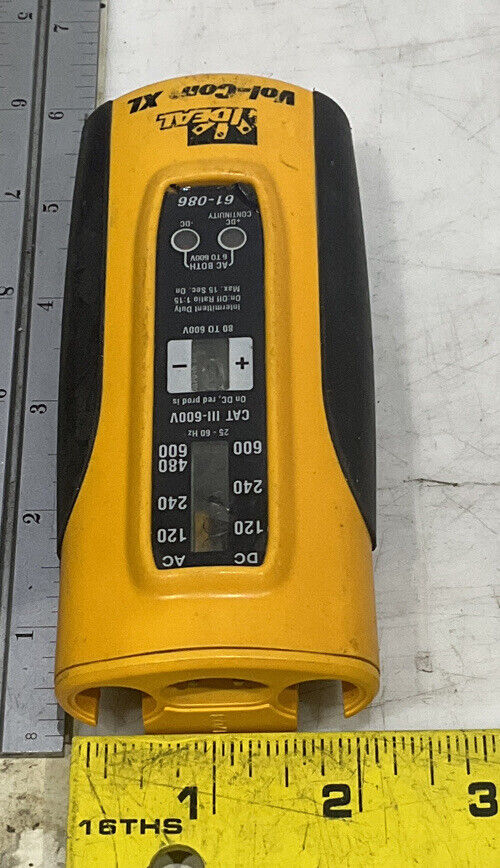 IDEAL
Vol-Con XL
61-086
+DC -DC
CONTINUITY
AC BOTH
6 TO 600V
Intermittent Duty
On:Off Ratio 1:15
Max. 15 Sec. On
80 TO 600V
+ −
On DC, red prod is
CAT III-600V
25 - 60 Hz
600 600
480
240 240
120 120
DC AC
1 2 3
16THS
1 2 3 4 5 6 7
8 7 6